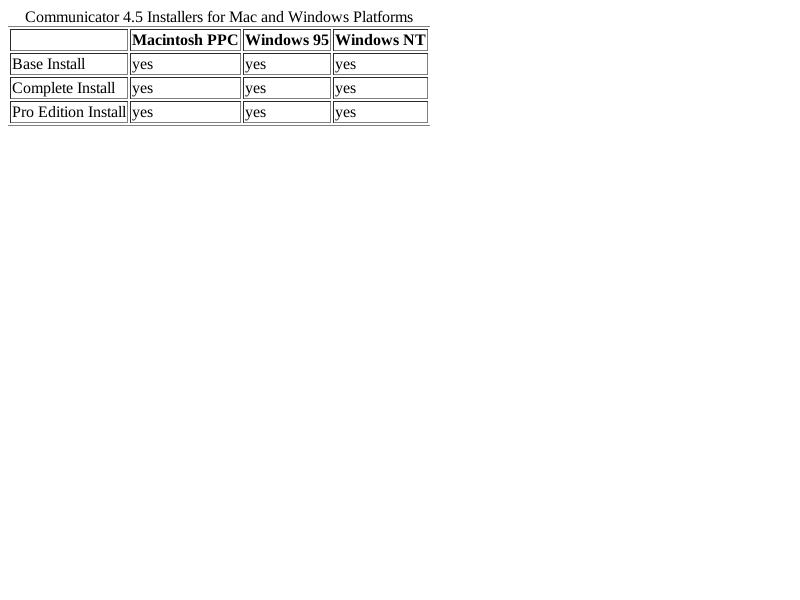 Communicator 4.5 Installers for Mac and Windows Platforms
Macintosh PPC Windows 95 Windows NT
Base Install yes yes yes
Complete Install yes yes yes
Pro Edition Install yes yes yes